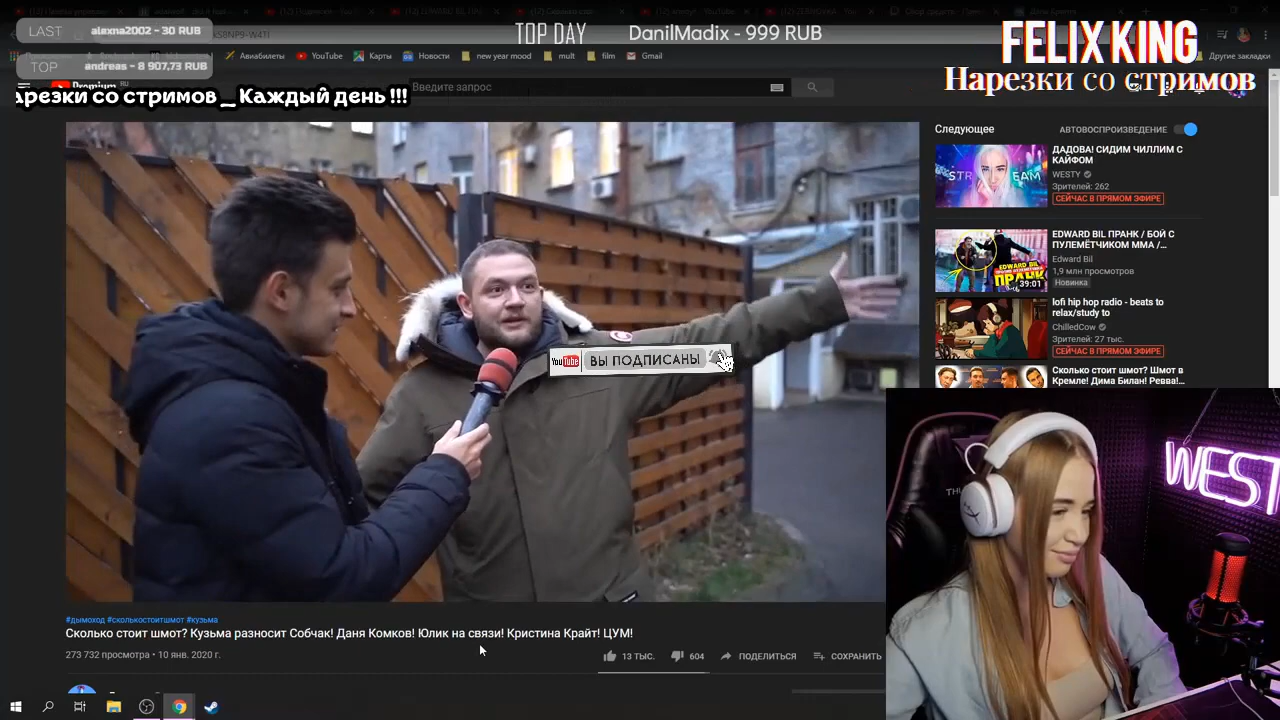 LAST alexna2002 - 30 RUB
TOP andreas - 8 907,73 RUB
TOP DAY DanilMadix - 999 RUB
FELIX KING
Нарезки со стримов
арезки со стримов _ Каждый день !!!
Авиабилеты YouTube Карты Новости new year mood mult film Gmail Другие закладки
Введите запрос
Следующее АВТОВОСПРОИЗВЕДЕНИЕ
ДАДОВА! СИДИМ ЧИЛЛИМ С КАЙФОМ
WESTY
Зрителей: 262
СЕЙЧАС В ПРЯМОМ ЭФИРЕ
STR EAM
EDWARD BIL ПРАНК / БОЙ С
ПУЛЕМЁТЧИКОМ ММА /...
Edward Bil
1,9 млн просмотров
Новинка
ПРАНК
39:01
lofi hip hop radio - beats to
relax/study to
ChilledCow
Зрителей: 27 тыс.
СЕЙЧАС В ПРЯМОМ ЭФИРЕ
Сколько стоит шмот? Шмот в
Кремле! Дима Билан! Ревва!...
YouTube ВЫ ПОДПИСАНЫ
WEST
#дымоход #сколькостоитшмот #кузьма
Сколько стоит шмот? Кузьма разносит Собчак! Даня Комков! Юлик на связи! Кристина Крайт! ЦУМ!
273 732 просмотра • 10 янв. 2020 г.
13 ТЫС. 604 ПОДЕЛИТЬСЯ СОХРАНИТЬ